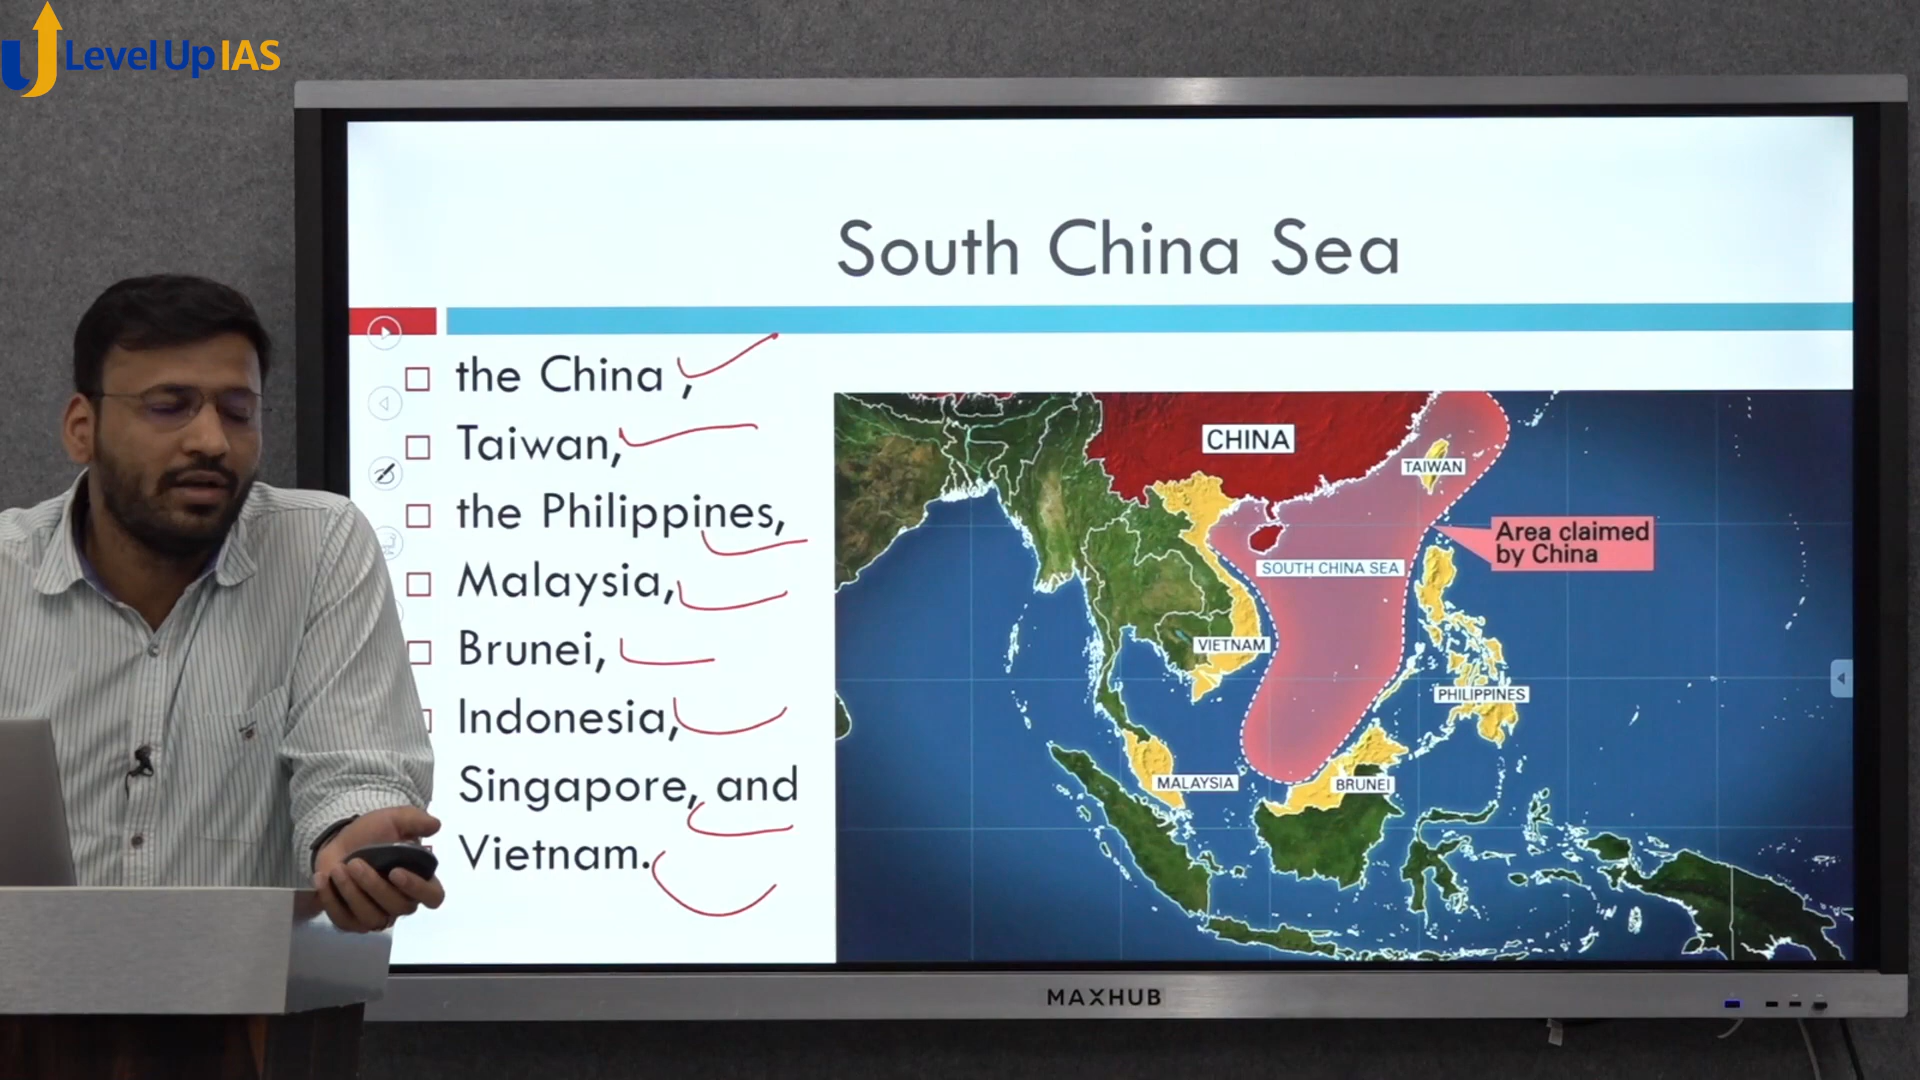 Level Up IAS
South China Sea
the China ,
Taiwan,
the Philippines,
Malaysia,
Brunei,
Indonesia,
Singapore, and
Vietnam.
CHINA
TAIWAN
Area claimed
by China
SOUTH CHINA SEA
VIETNAM
PHILIPPINES
MALAYSIA
BRUNEI
MAXHUB